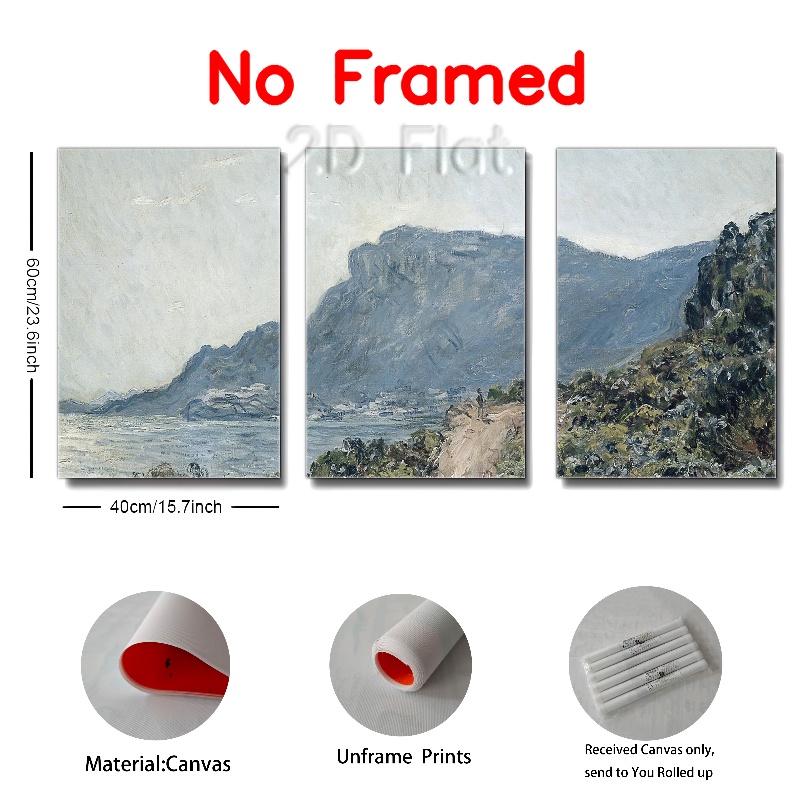 No Framed
2D Flat
60cm/23.6inch
40cm/15.7inch
Material:Canvas
Unframe Prints
Received Canvas only,
send to You Rolled up